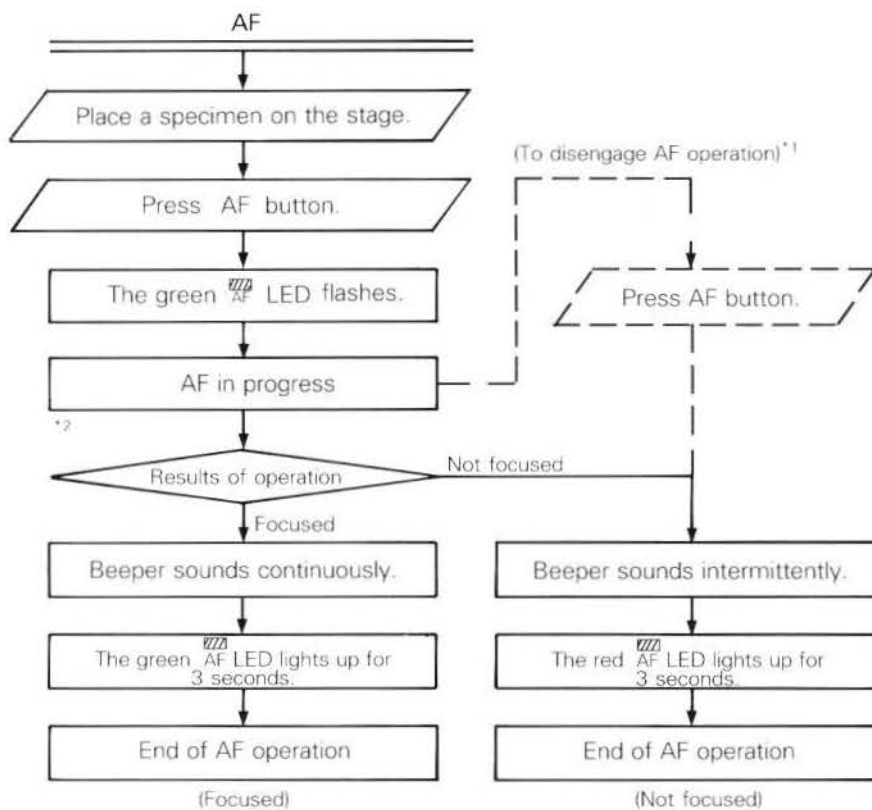 AF
Place a specimen on the stage.
(To disengage AF operation)*1
Press AF button.
The green AF LED flashes.
Press AF button.
AF in progress
*2
Results of operation
Not focused
Focused
Beeper sounds continuously.
Beeper sounds intermittently.
The green AF LED lights up for
3 seconds.
The red AF LED lights up for
3 seconds.
End of AF operation
End of AF operation
(Focused)
(Not focused)